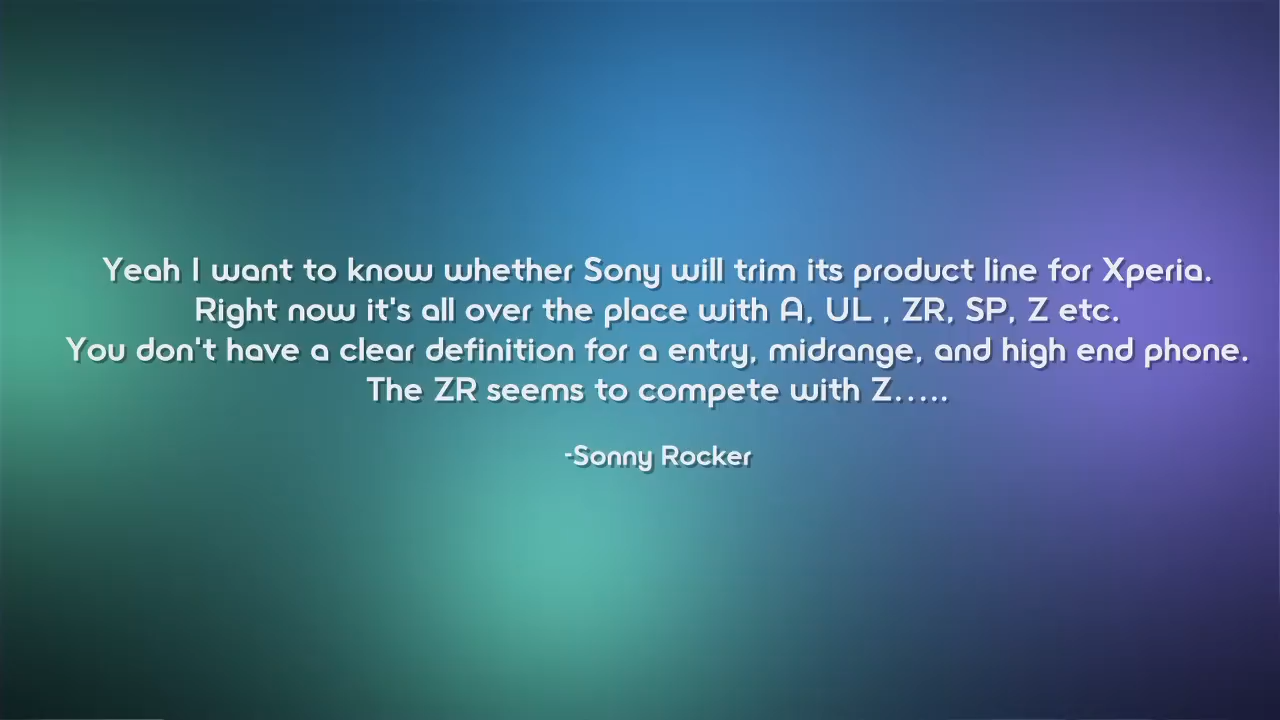 Yeah I want to know whether Sony will trim its product line for Xperia.
Right now it's all over the place with A, UL , ZR, SP, Z etc.
You don't have a clear definition for a entry, midrange, and high end phone.
The ZR seems to compete with Z.....
-Sonny Rocker